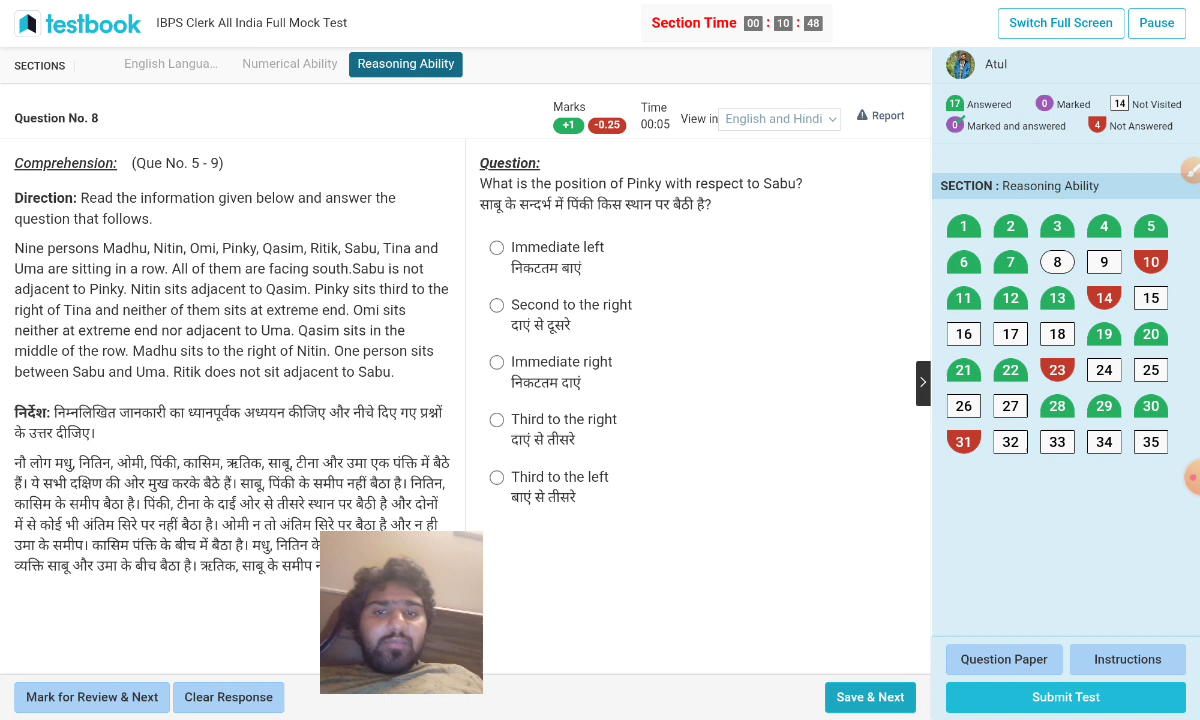 testbook
IBPS Clerk All India Full Mock Test
Section Time 00 : 10 : 48
Switch Full Screen
Pause
SECTIONS
English Langua...
Numerical Ability
Reasoning Ability
Atul
17 Answered
0 Marked
14 Not Visited
0 Marked and answered
4 Not Answered
Question No. 8
Marks
+1
-0.25
Time
00:05
View in
English and Hindi
Report
Comprehension: (Que No. 5 - 9)
Direction: Read the information given below and answer the
question that follows.
Nine persons Madhu, Nitin, Omi, Pinky, Qasim, Ritik, Sabu, Tina and
Uma are sitting in a row. All of them are facing south.Sabu is not
adjacent to Pinky. Nitin sits adjacent to Qasim. Pinky sits third to the
right of Tina and neither of them sits at extreme end. Omi sits
neither at extreme end nor adjacent to Uma. Qasim sits in the
middle of the row. Madhu sits to the right of Nitin. One person sits
between Sabu and Uma. Ritik does not sit adjacent to Sabu.
निर्देश: निम्नलिखित जानकारी का ध्यानपूर्वक अध्ययन कीजिए और नीचे दिए गए प्रश्नों
के उत्तर दीजिए।
नौ लोग मधु, नितिन, ओमी, पिंकी, कासिम, ऋतिक, साबू, टीना और उमा एक पंक्ति में बैठे
हैं। ये सभी दक्षिण की ओर मुख करके बैठे हैं। साबू, पिंकी के समीप नहीं बैठा है। नितिन,
कासिम के समीप बैठा है। पिंकी, टीना के दाईं ओर से तीसरे स्थान पर बैठी है और दोनों
में से कोई भी अंतिम सिरे पर नहीं बैठा है। ओमी न तो अंतिम सिरे पर बैठा है और न ही
उमा के समीप। कासिम पंक्ति के बीच में बैठा है। मधु, नितिन के
व्यक्ति साबू और उमा के बीच बैठा है। ऋतिक, साबू के समीप
Question:
What is the position of Pinky with respect to Sabu?
साबू के सन्दर्भ में पिंकी किस स्थान पर बैठी है?
Immediate left
निकटतम बाएं
Second to the right
दाएं से दूसरे
Immediate right
निकटतम दाएं
Third to the right
दाएं से तीसरे
Third to the left
बाएं से तीसरे
SECTION : Reasoning Ability
1 2 3 4 5
6 7 8 9 10
11 12 13 14 15
16 17 18 19 20
21 22 23 24 25
26 27 28 29 30
31 32 33 34 35
Question Paper
Instructions
Mark for Review & Next
Clear Response
Save & Next
Submit Test